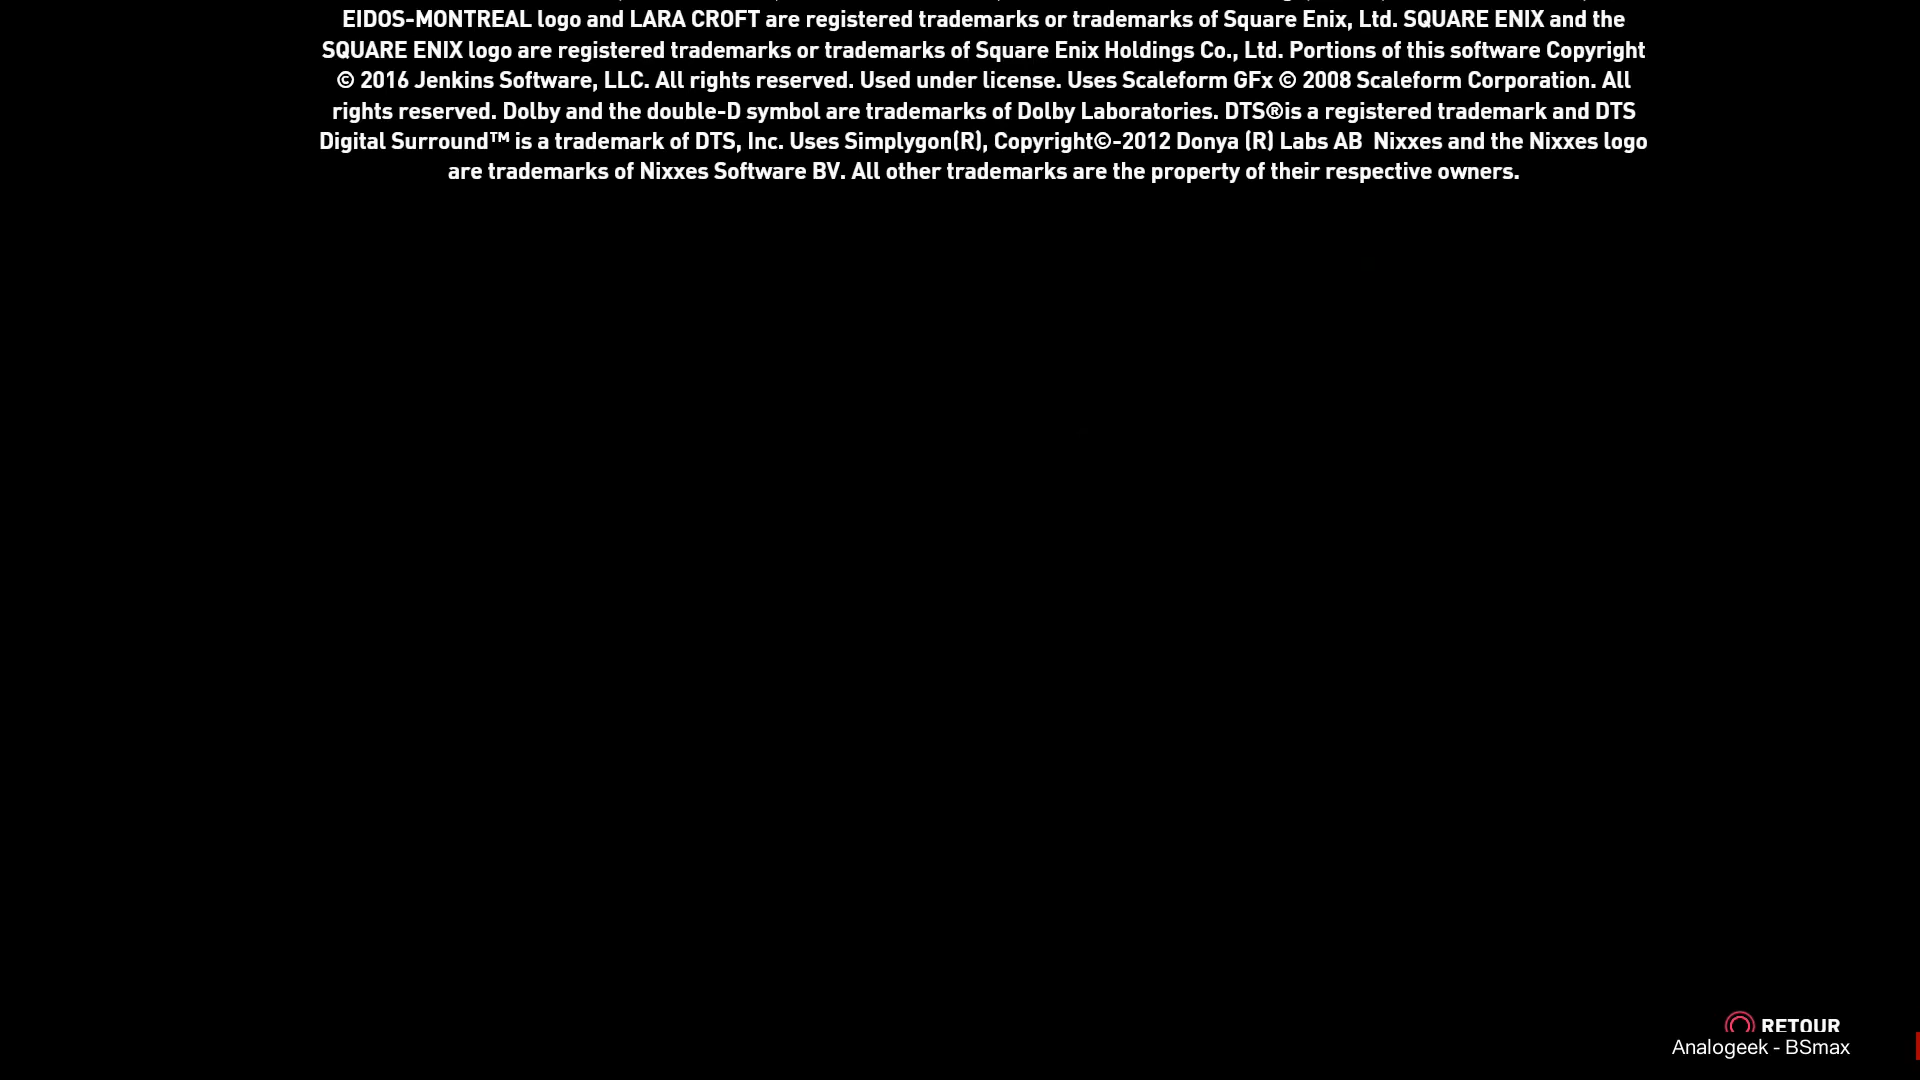 EIDOS-MONTREAL logo and LARA CROFT are registered trademarks or trademarks of Square Enix, Ltd. SQUARE ENIX and the
SQUARE ENIX logo are registered trademarks or trademarks of Square Enix Holdings Co., Ltd. Portions of this software Copyright
© 2016 Jenkins Software, LLC. All rights reserved. Used under license. Uses Scaleform GFx © 2008 Scaleform Corporation. All
rights reserved. Dolby and the double-D symbol are trademarks of Dolby Laboratories. DTS®is a registered trademark and DTS
Digital Surround™ is a trademark of DTS, Inc. Uses Simplygon(R), Copyright©-2012 Donya (R) Labs AB  Nixxes and the Nixxes logo
are trademarks of Nixxes Software BV. All other trademarks are the property of their respective owners.
RETOUR
Analogeek - BSmax